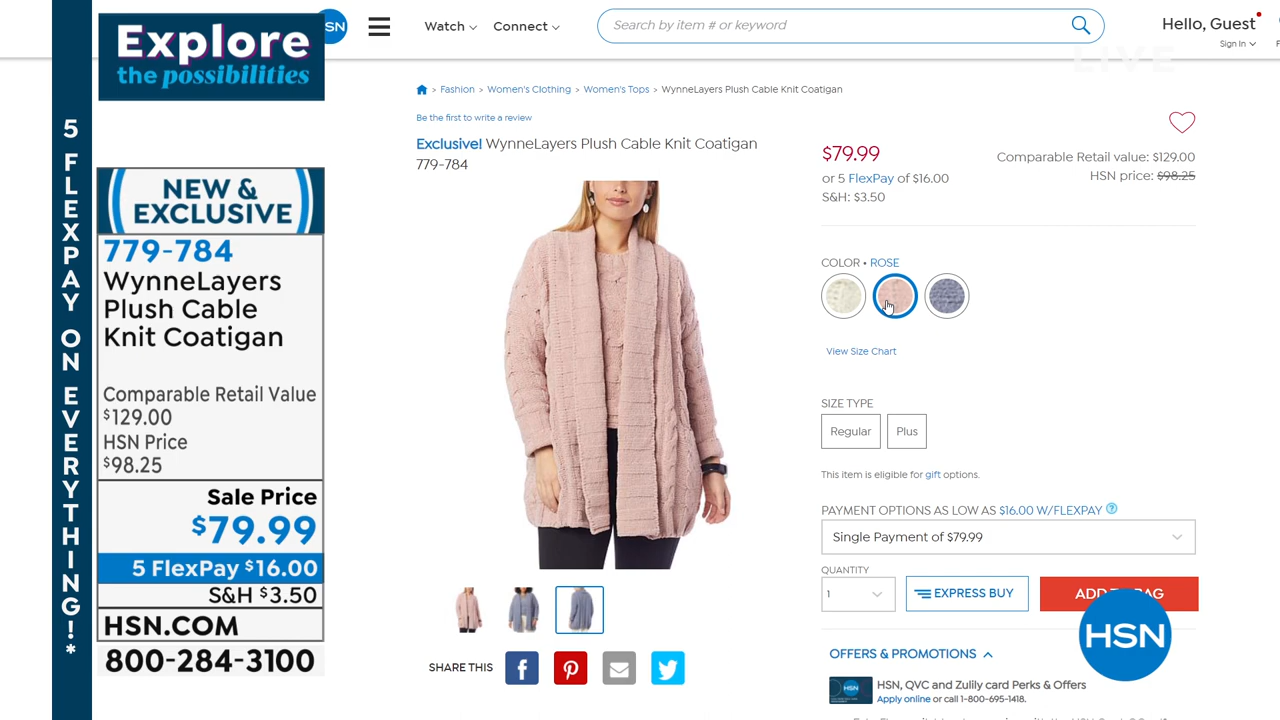 5 FLEXPAY ON EVERYTHING!*
Explore
the possibilities
NEW &
EXCLUSIVE
779-784
WynneLayers
Plush Cable
Knit Coatigan
Comparable Retail Value
$129.00
HSN Price
$98.25
Sale Price
$79.99
5 FlexPay $16.00
S&H $3.50
HSN.COM
800-284-3100
SN
Watch
Connect
Search by item # or keyword
Hello, Guest
Sign In
LIVE
> Fashion > Women's Clothing > Women's Tops > WynneLayers Plush Cable Knit Coatigan
Be the first to write a review
Exclusive! WynneLayers Plush Cable Knit Coatigan
779-784
$79.99
or 5 FlexPay of $16.00
S&H: $3.50
Comparable Retail value: $129.00
HSN price: $98.25
COLOR • ROSE
View Size Chart
SIZE TYPE
Regular
Plus
This item is eligible for gift options.
PAYMENT OPTIONS AS LOW AS $16.00 W/FLEXPAY ?
Single Payment of $79.99
QUANTITY
1
EXPRESS BUY
ADD TO BAG
HSN
SHARE THIS
OFFERS & PROMOTIONS
HSN
HSN, QVC and Zulily card Perks & Offers
Apply online or call 1-800-695-1418.